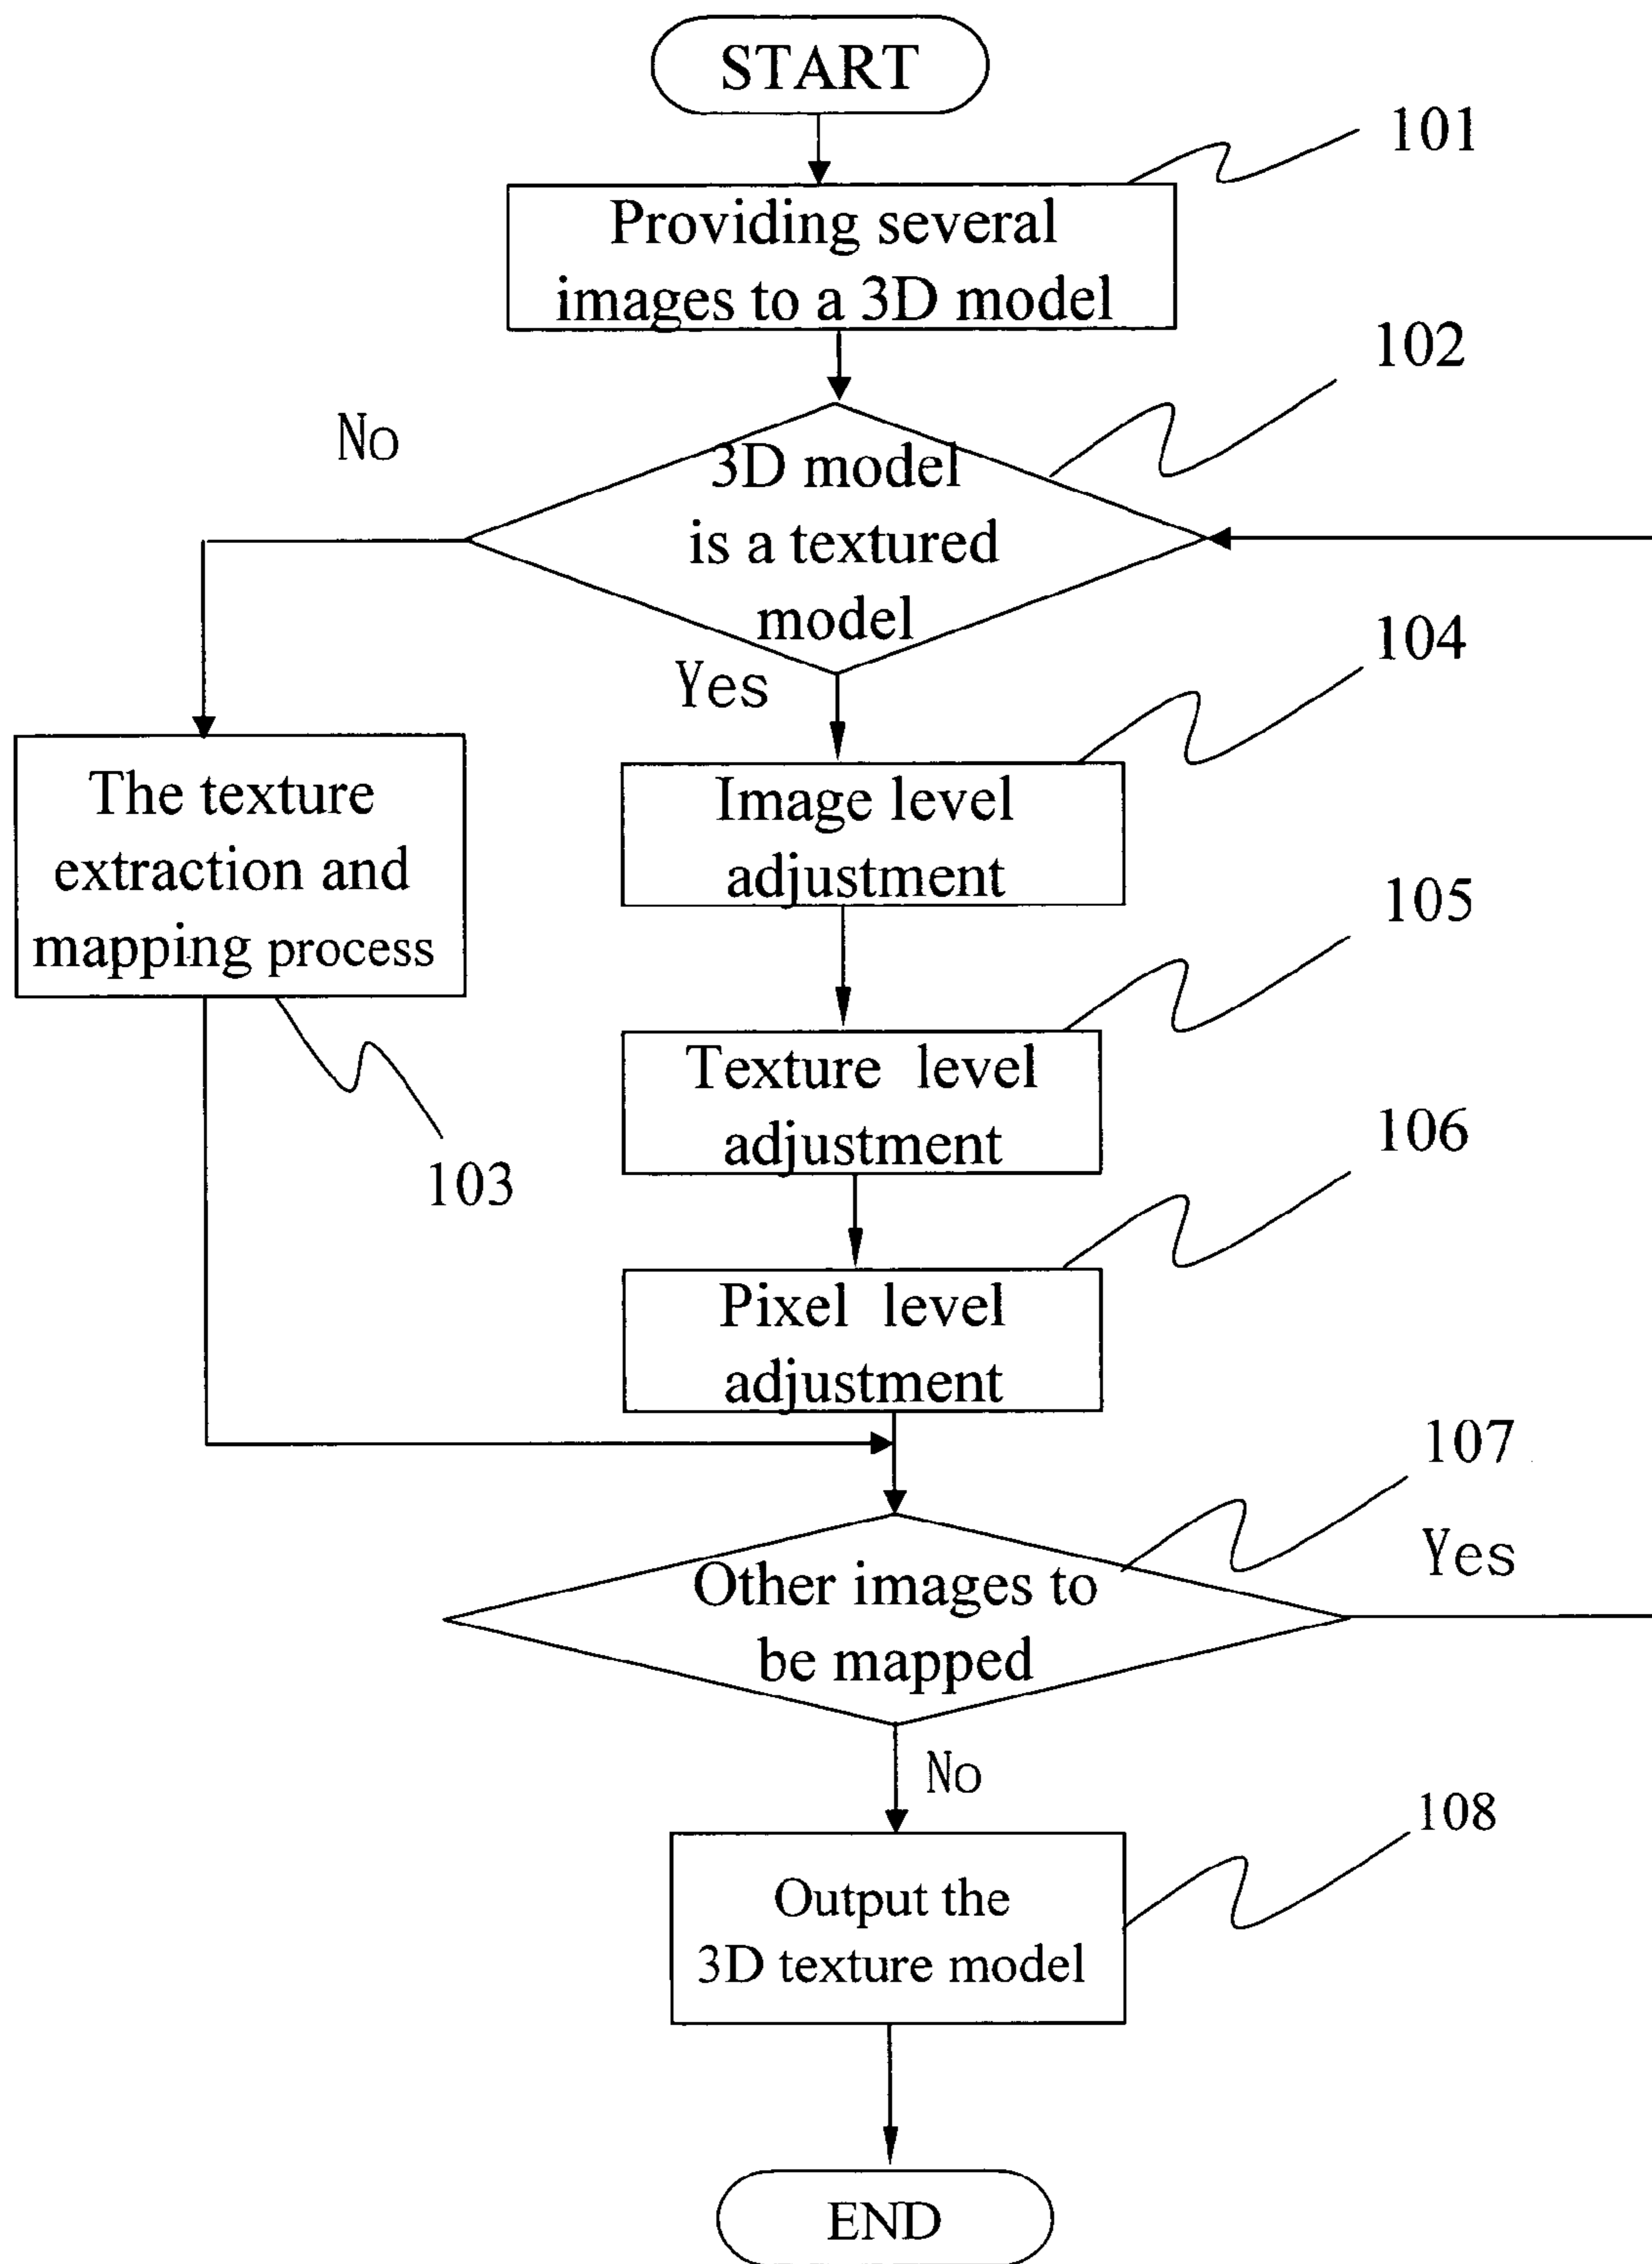 START
101
Providing several
images to a 3D model
102
No
3D model
is a textured
model
Yes
104
The texture
extraction and
mapping process
Image level
adjustment
105
Texture level
adjustment
103
106
Pixel level
adjustment
107
Yes
Other images to
be mapped
No
108
Output the
3D texture model
END